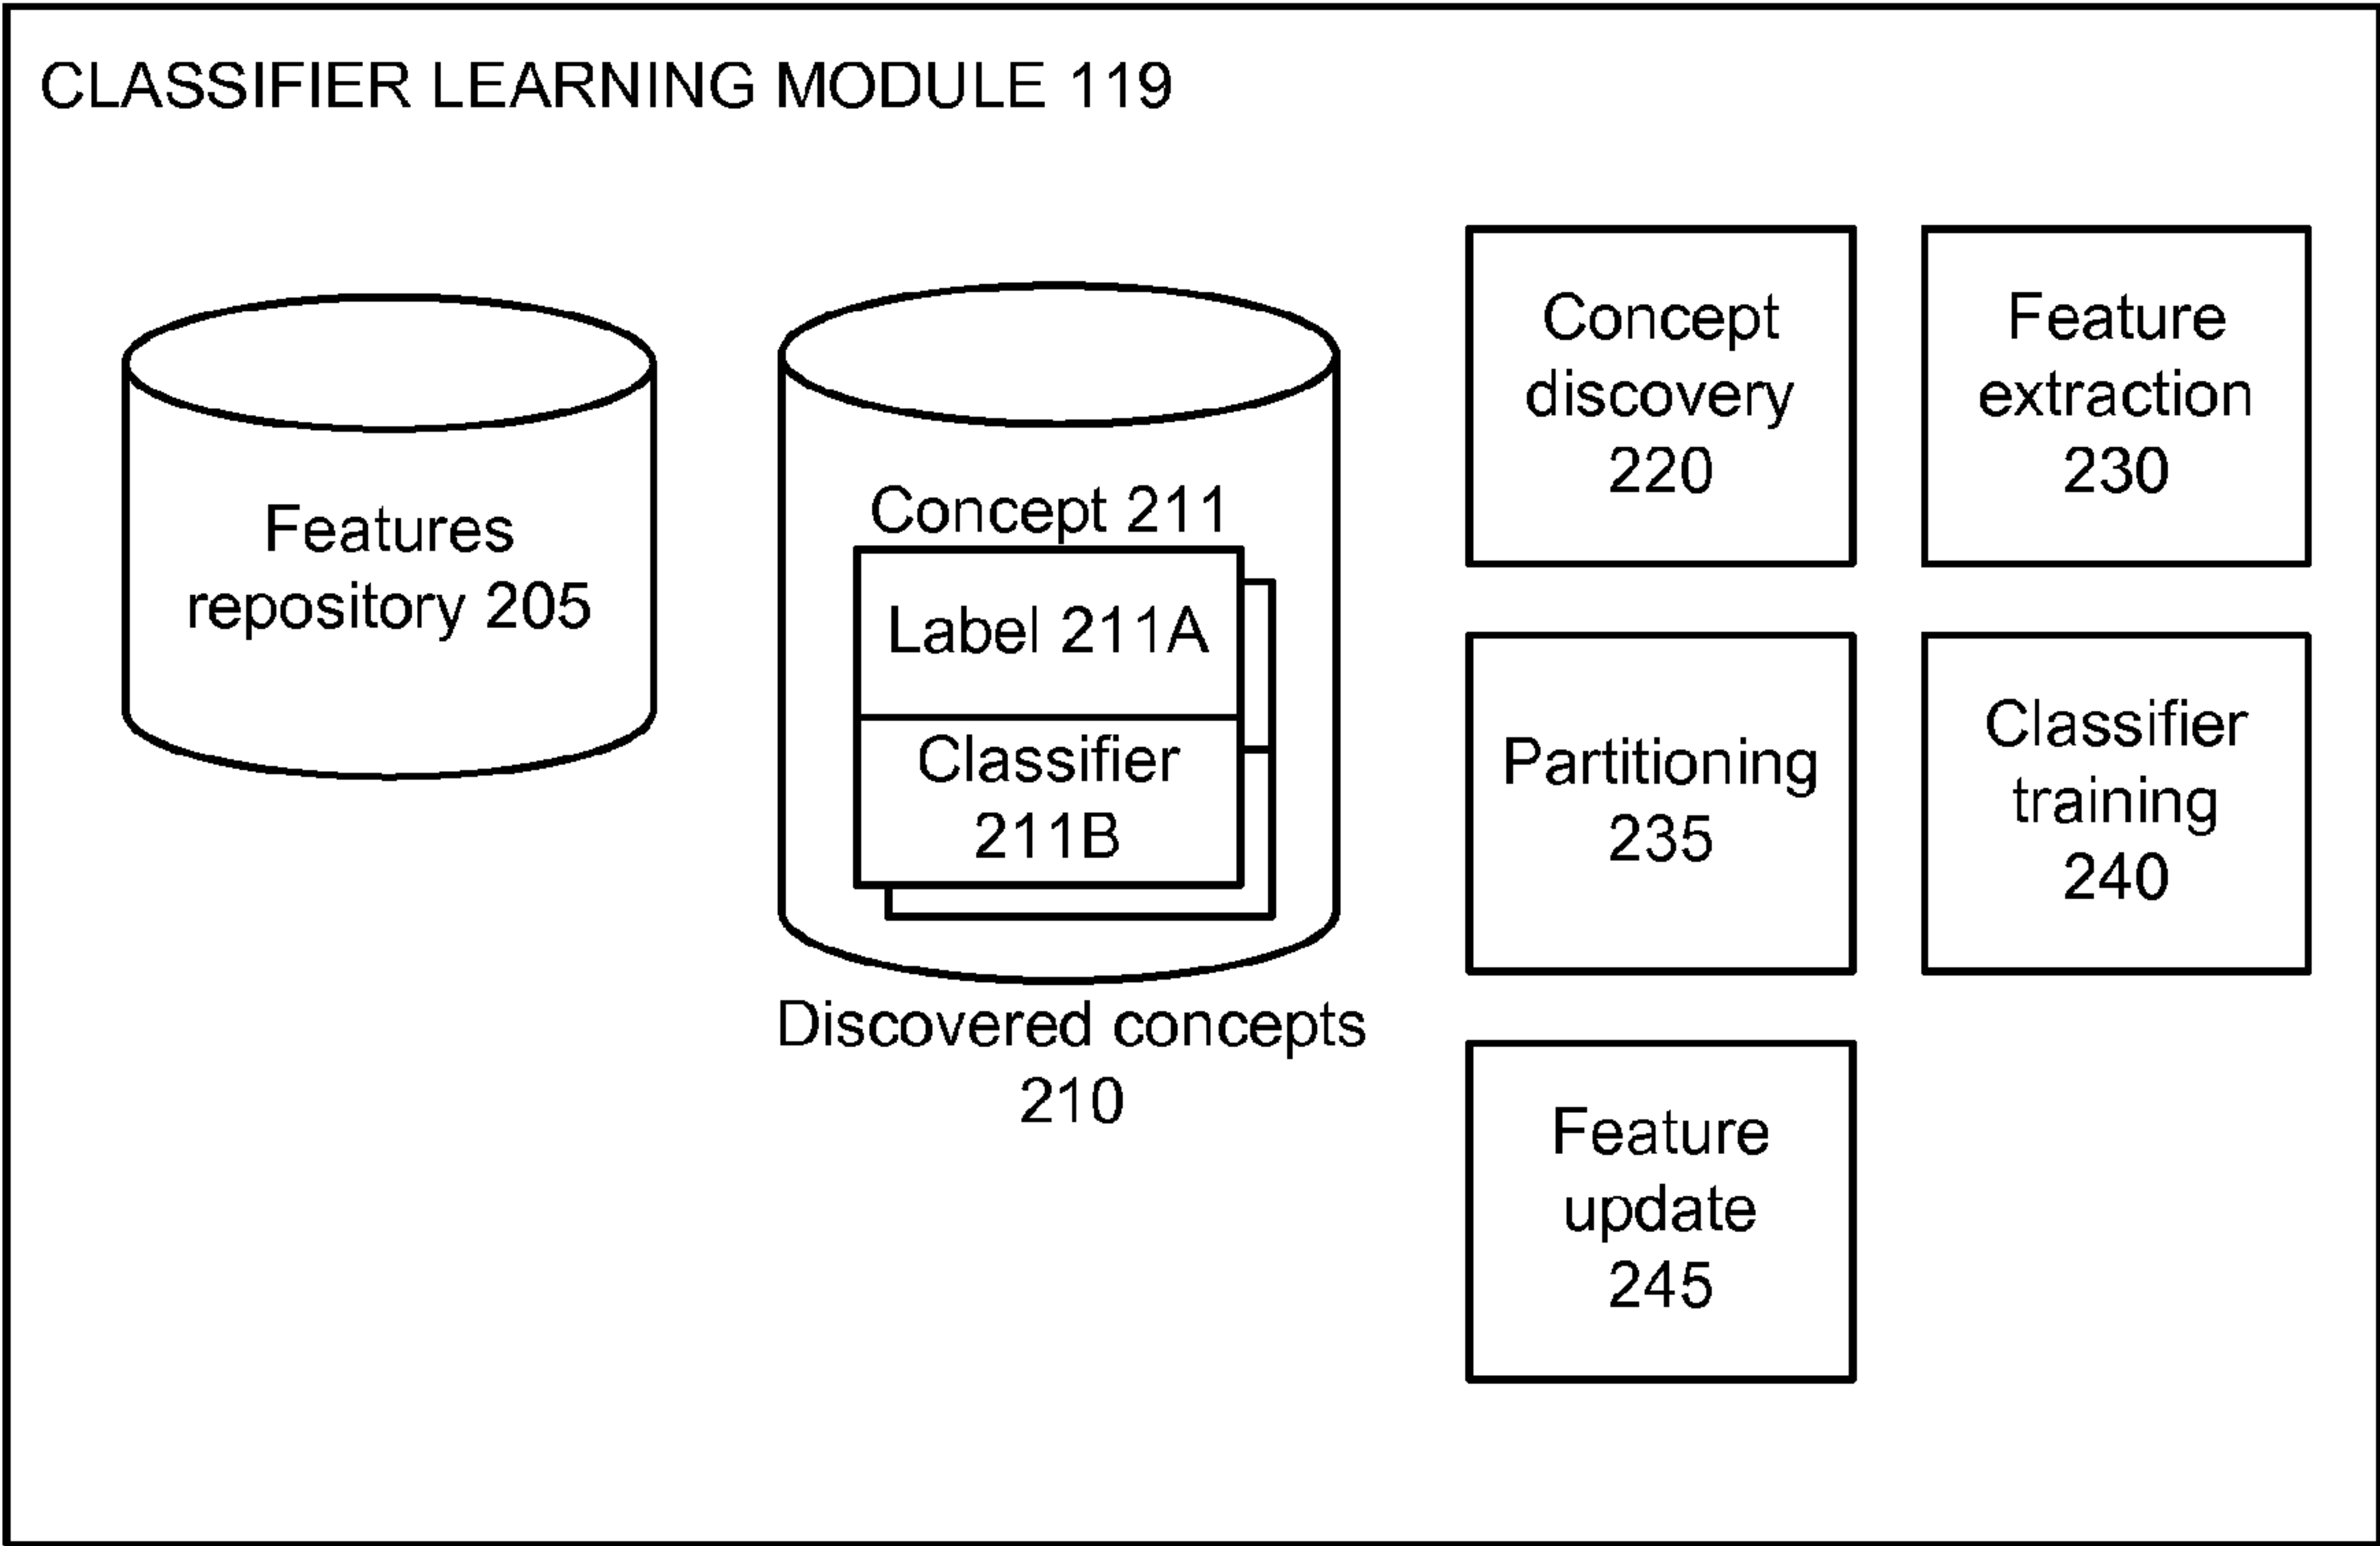 CLASSIFIER LEARNING MODULE 119
Features
repository 205
Concept 211
Label 211A
Classifier
211B
Discovered concepts
210
Concept
discovery
220
Feature
extraction
230
Partitioning
235
Classifier
training
240
Feature
update
245